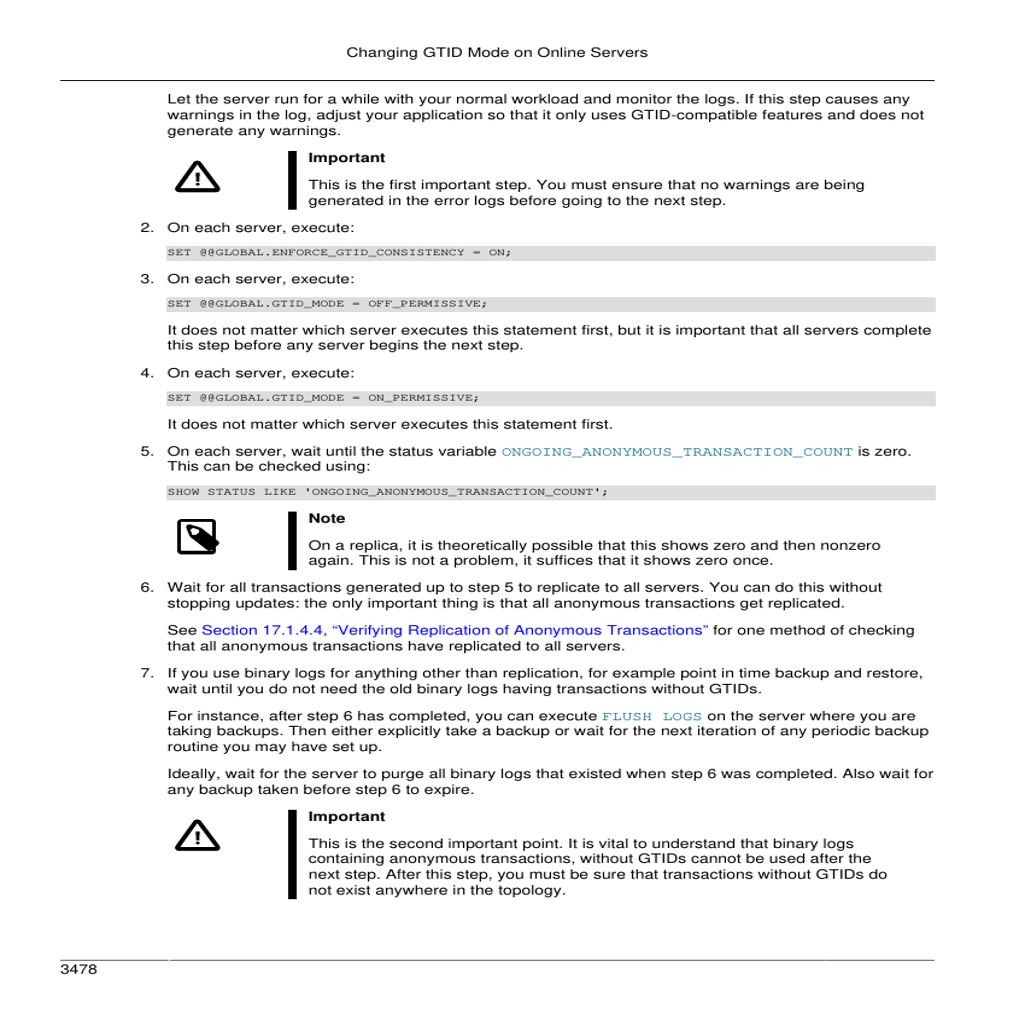 Changing GTID Mode on Online Servers
Let the server run for a while with your normal workload and monitor the logs. If this step causes any
warnings in the log, adjust your application so that it only uses GTID-compatible features and does not
generate any warnings.
Important
This is the first important step. You must ensure that no warnings are being
generated in the error logs before going to the next step.
2. On each server, execute:
SET @@GLOBAL.ENFORCE_GTID_CONSISTENCY = ON;
3. On each server, execute:
SET @@GLOBAL.GTID_MODE = OFF_PERMISSIVE;
It does not matter which server executes this statement first, but it is important that all servers complete
this step before any server begins the next step.
4. On each server, execute:
SET @@GLOBAL.GTID_MODE = ON_PERMISSIVE;
It does not matter which server executes this statement first.
5. On each server, wait until the status variable ONGOING_ANONYMOUS_TRANSACTION_COUNT is zero.
This can be checked using:
SHOW STATUS LIKE 'ONGOING_ANONYMOUS_TRANSACTION_COUNT';
Note
On a replica, it is theoretically possible that this shows zero and then nonzero
again. This is not a problem, it suffices that it shows zero once.
6. Wait for all transactions generated up to step 5 to replicate to all servers. You can do this without
stopping updates: the only important thing is that all anonymous transactions get replicated.
See Section 17.1.4.4, “Verifying Replication of Anonymous Transactions” for one method of checking
that all anonymous transactions have replicated to all servers.
7. If you use binary logs for anything other than replication, for example point in time backup and restore,
wait until you do not need the old binary logs having transactions without GTIDs.
For instance, after step 6 has completed, you can execute FLUSH LOGS on the server where you are
taking backups. Then either explicitly take a backup or wait for the next iteration of any periodic backup
routine you may have set up.
Ideally, wait for the server to purge all binary logs that existed when step 6 was completed. Also wait for
any backup taken before step 6 to expire.
Important
This is the second important point. It is vital to understand that binary logs
containing anonymous transactions, without GTIDs cannot be used after the
next step. After this step, you must be sure that transactions without GTIDs do
not exist anywhere in the topology.
3478